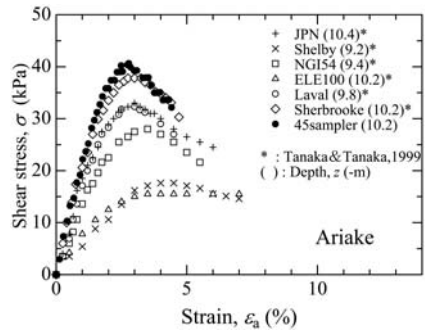 50
40
30
20
10
0
Shear stress, σ (kPa)
JPN (10.4)*
Shelby (9.2)*
NGI54 (9.4)*
ELE100 (10.2)*
Laval (9.8)*
Sherbrooke (10.2)*
45sampler (10.2)
* : Tanaka&Tanaka,1999
( ) : Depth, z (-m)
Ariake
0 5 10
Strain, εa (%)